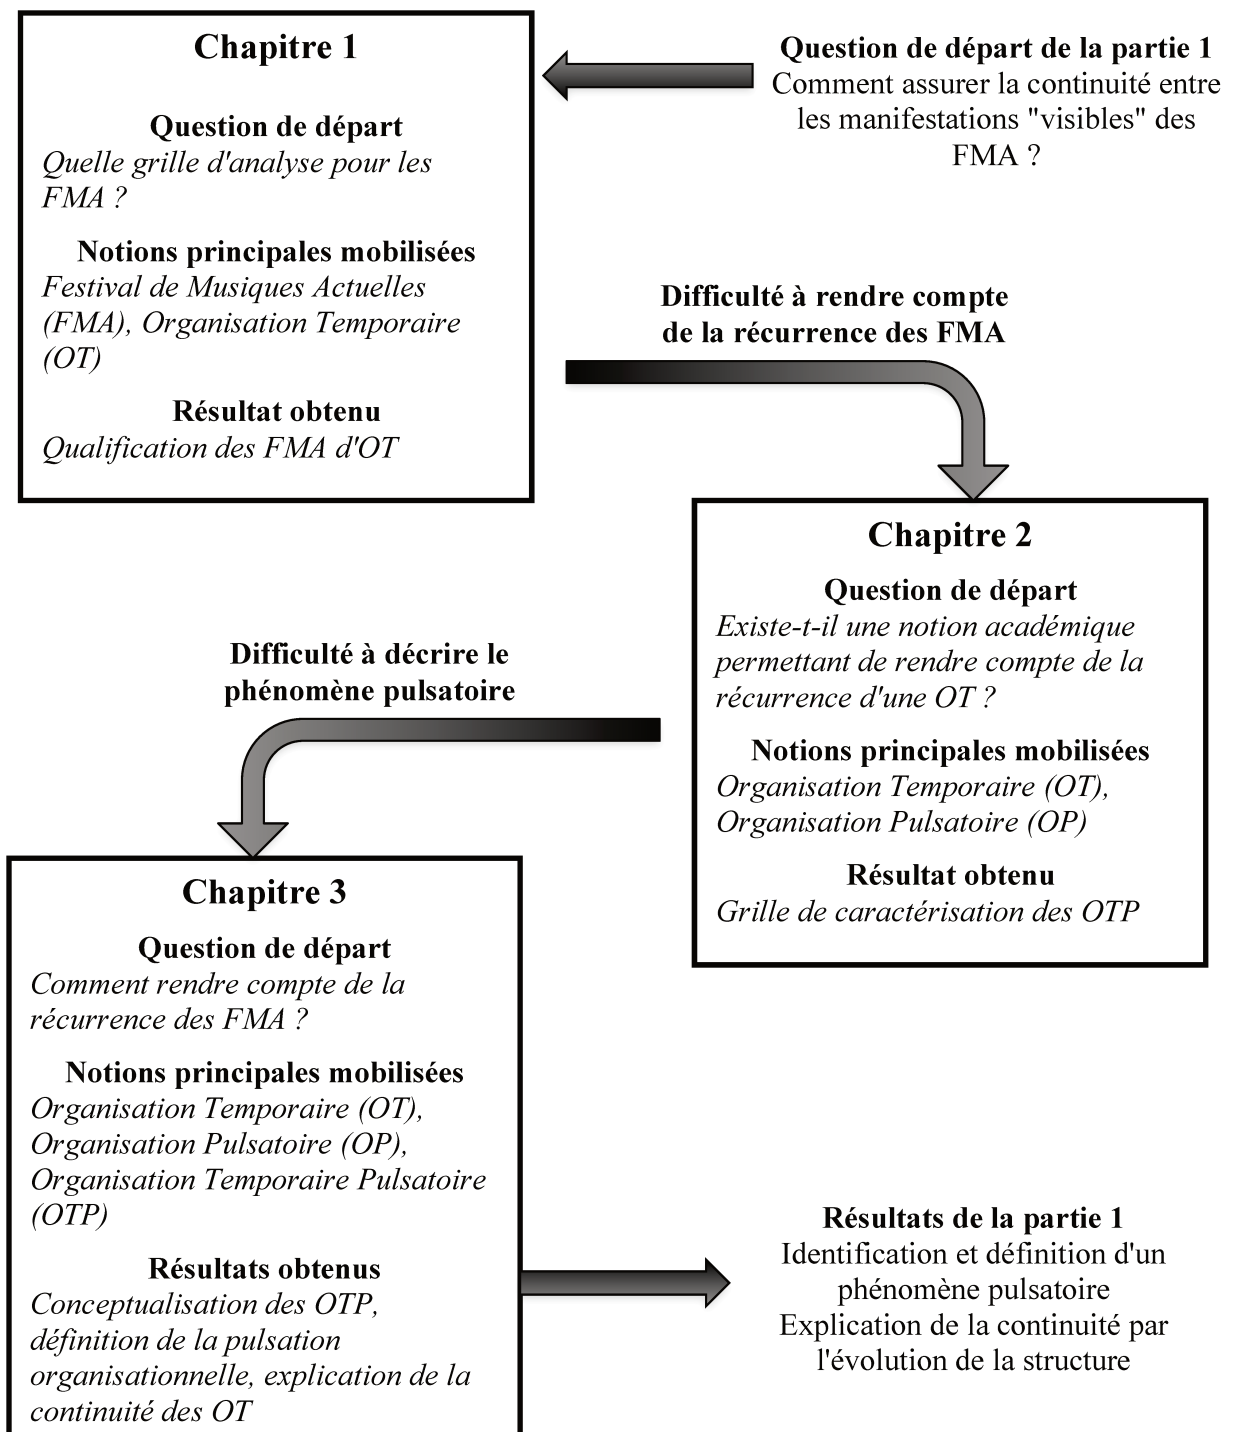 Question de départ de la partie 1
Comment assurer la continuité entre
les manifestations "visibles" des
FMA ?
Chapitre 1
Question de départ
Quelle grille d'analyse pour les
FMA ?
Notions principales mobilisées
Festival de Musiques Actuelles
(FMA), Organisation Temporaire
(OT)
Résultat obtenu
Qualification des FMA d'OT
Difficulté à rendre compte
de la récurrence des FMA
Chapitre 2
Question de départ
Existe-t-il une notion académique
permettant de rendre compte de la
récurrence d'une OT ?
Notions principales mobilisées
Organisation Temporaire (OT),
Organisation Pulsatoire (OP)
Résultat obtenu
Grille de caractérisation des OTP
Difficulté à décrire le
phénomène pulsatoire
Chapitre 3
Question de départ
Comment rendre compte de la
récurrence des FMA ?
Notions principales mobilisées
Organisation Temporaire (OT),
Organisation Pulsatoire (OP),
Organisation Temporaire Pulsatoire
(OTP)
Résultats obtenus
Conceptualisation des OTP,
définition de la pulsation
organisationnelle, explication de la
continuité des OT
Résultats de la partie 1
Identification et définition d'un
phénomène pulsatoire
Explication de la continuité par
l'évolution de la structure